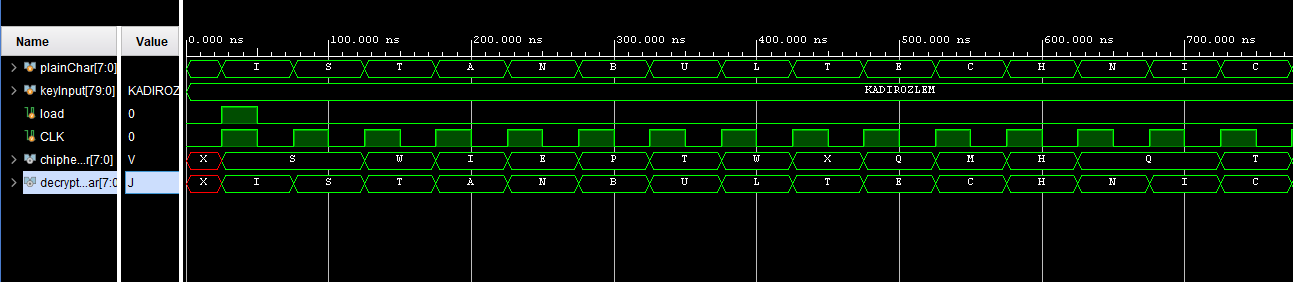 Name Value 0.000 ns 100.000 ns 200.000 ns 300.000 ns 400.000 ns 500.000 ns 600.000 ns 700.000 ns
plainChar[7:0] I S T A N B U L T E C H N I C
keyInput[79:0] KADIROZ KADIROZLEM
load 0
CLK 0
chiphe...r[7:0] V X S W I E P T W X Q M H Q T
decrypt...ar[7:0 J X I S T A N B U L T E C H N I C